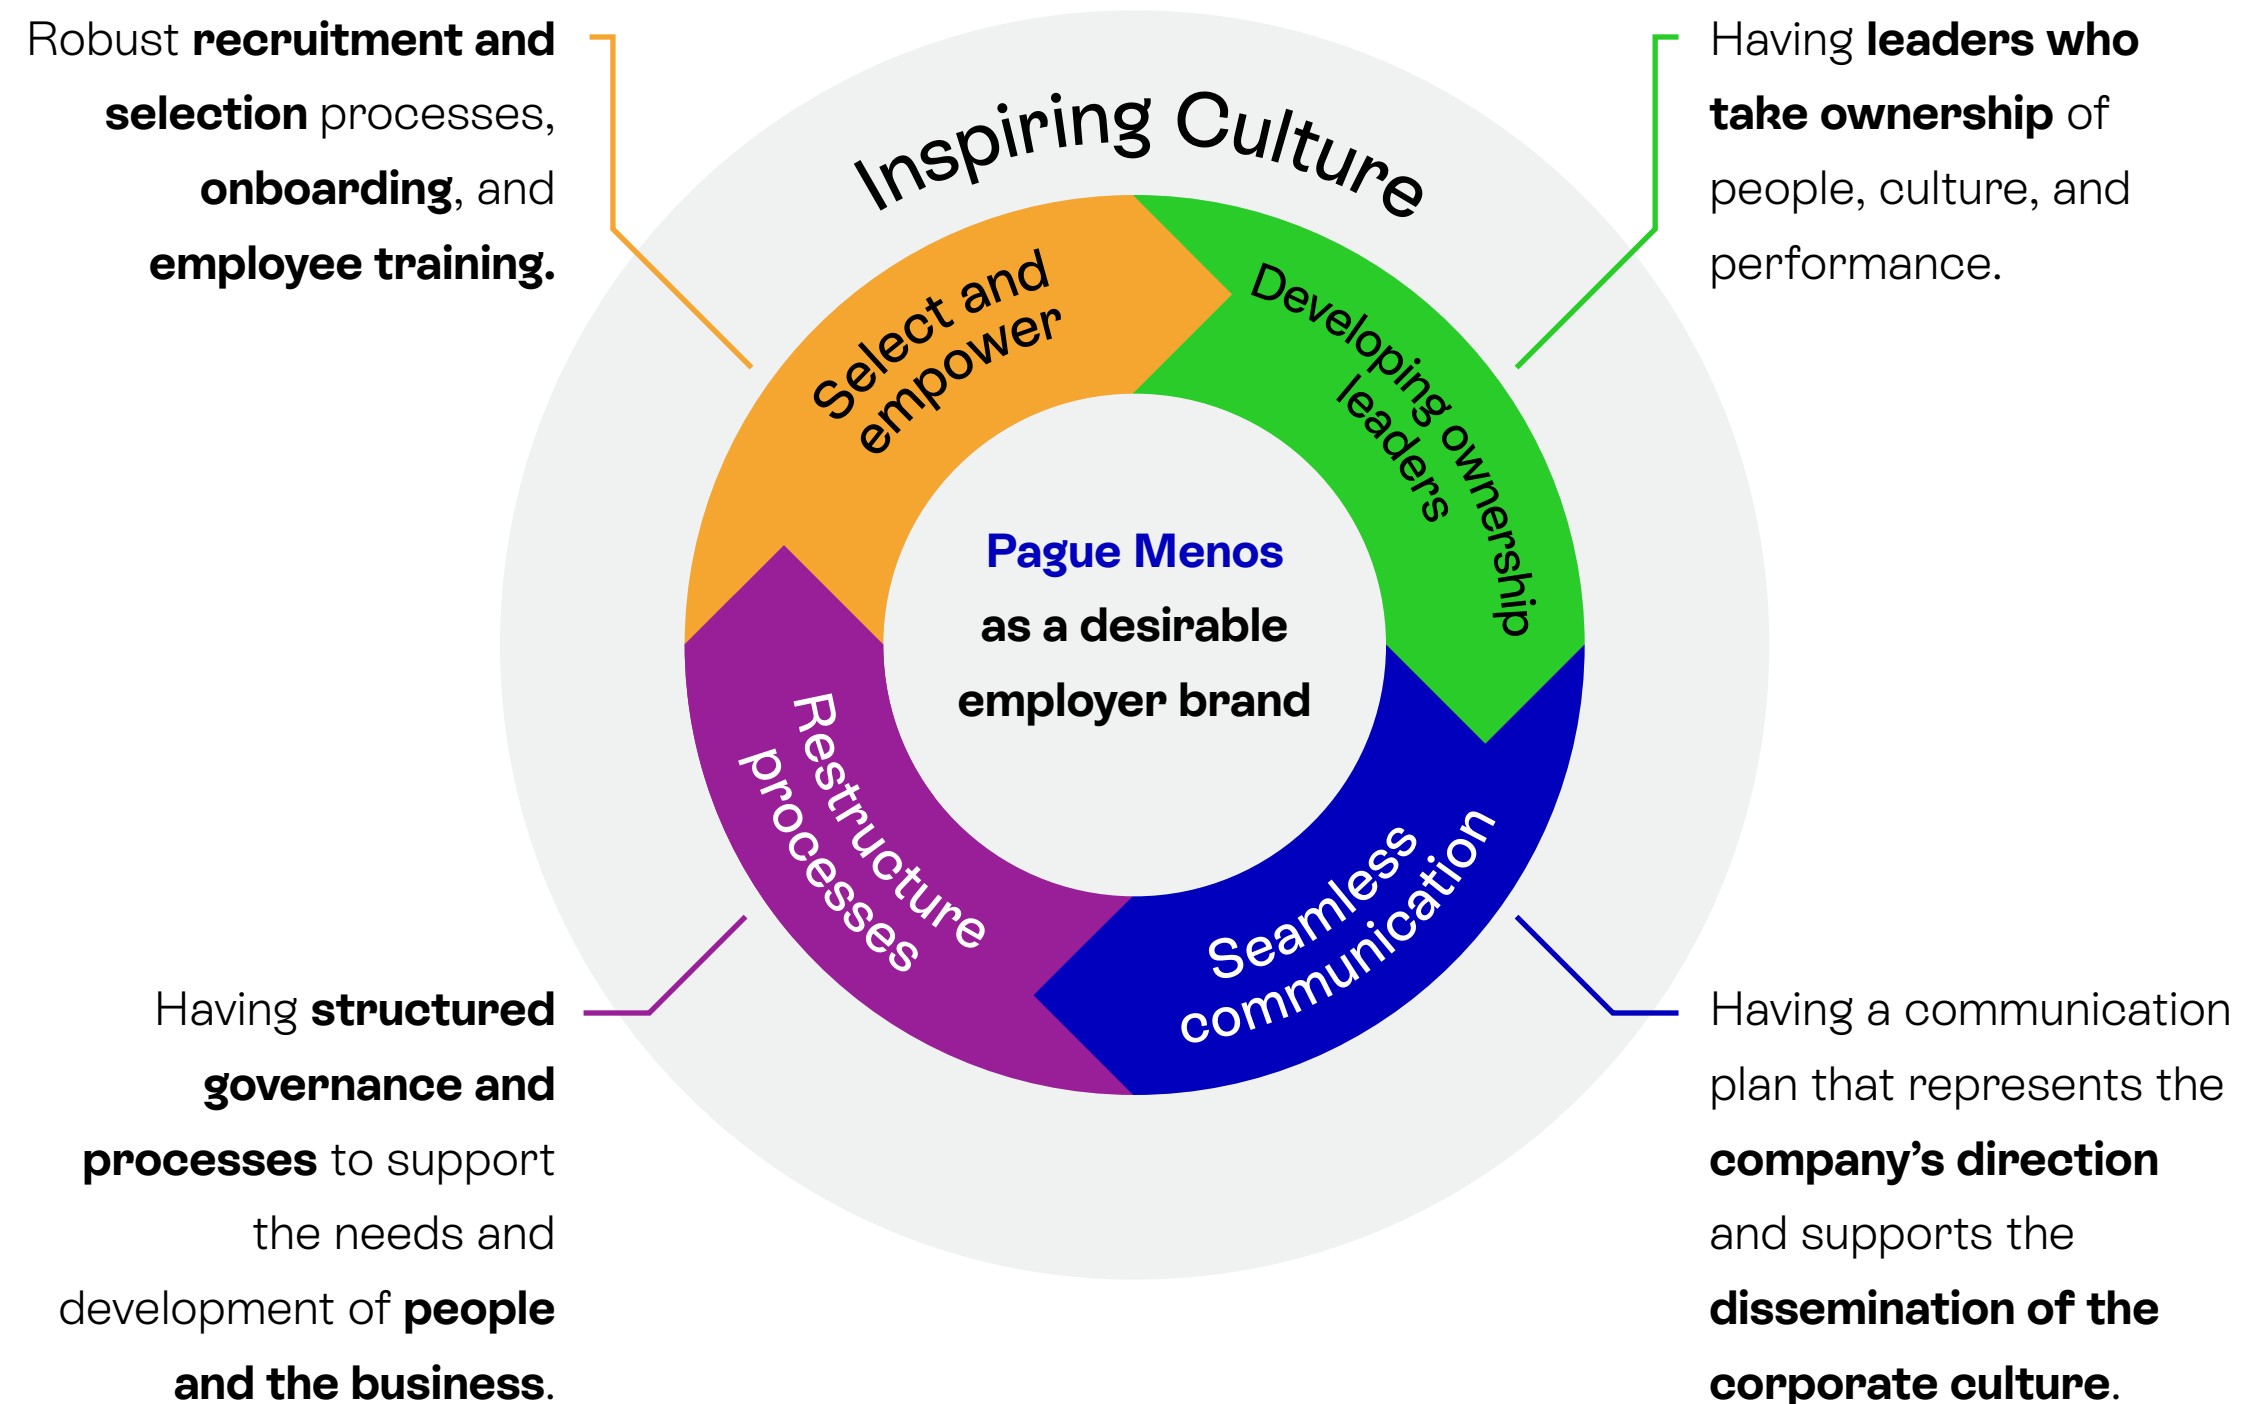 Robust recruitment and
selection processes,
onboarding, and
employee training.
Having leaders who
take ownership of
people, culture, and
performance.
Inspiring Culture
Select and
empower
Developing ownership
leaders
Pague Menos
as a desirable
employer brand
Restructure
processes
Seamless
communication
Having structured
governance and
processes to support
the needs and
development of people
and the business.
Having a communication
plan that represents the
company’s direction
and supports the
dissemination of the
corporate culture.